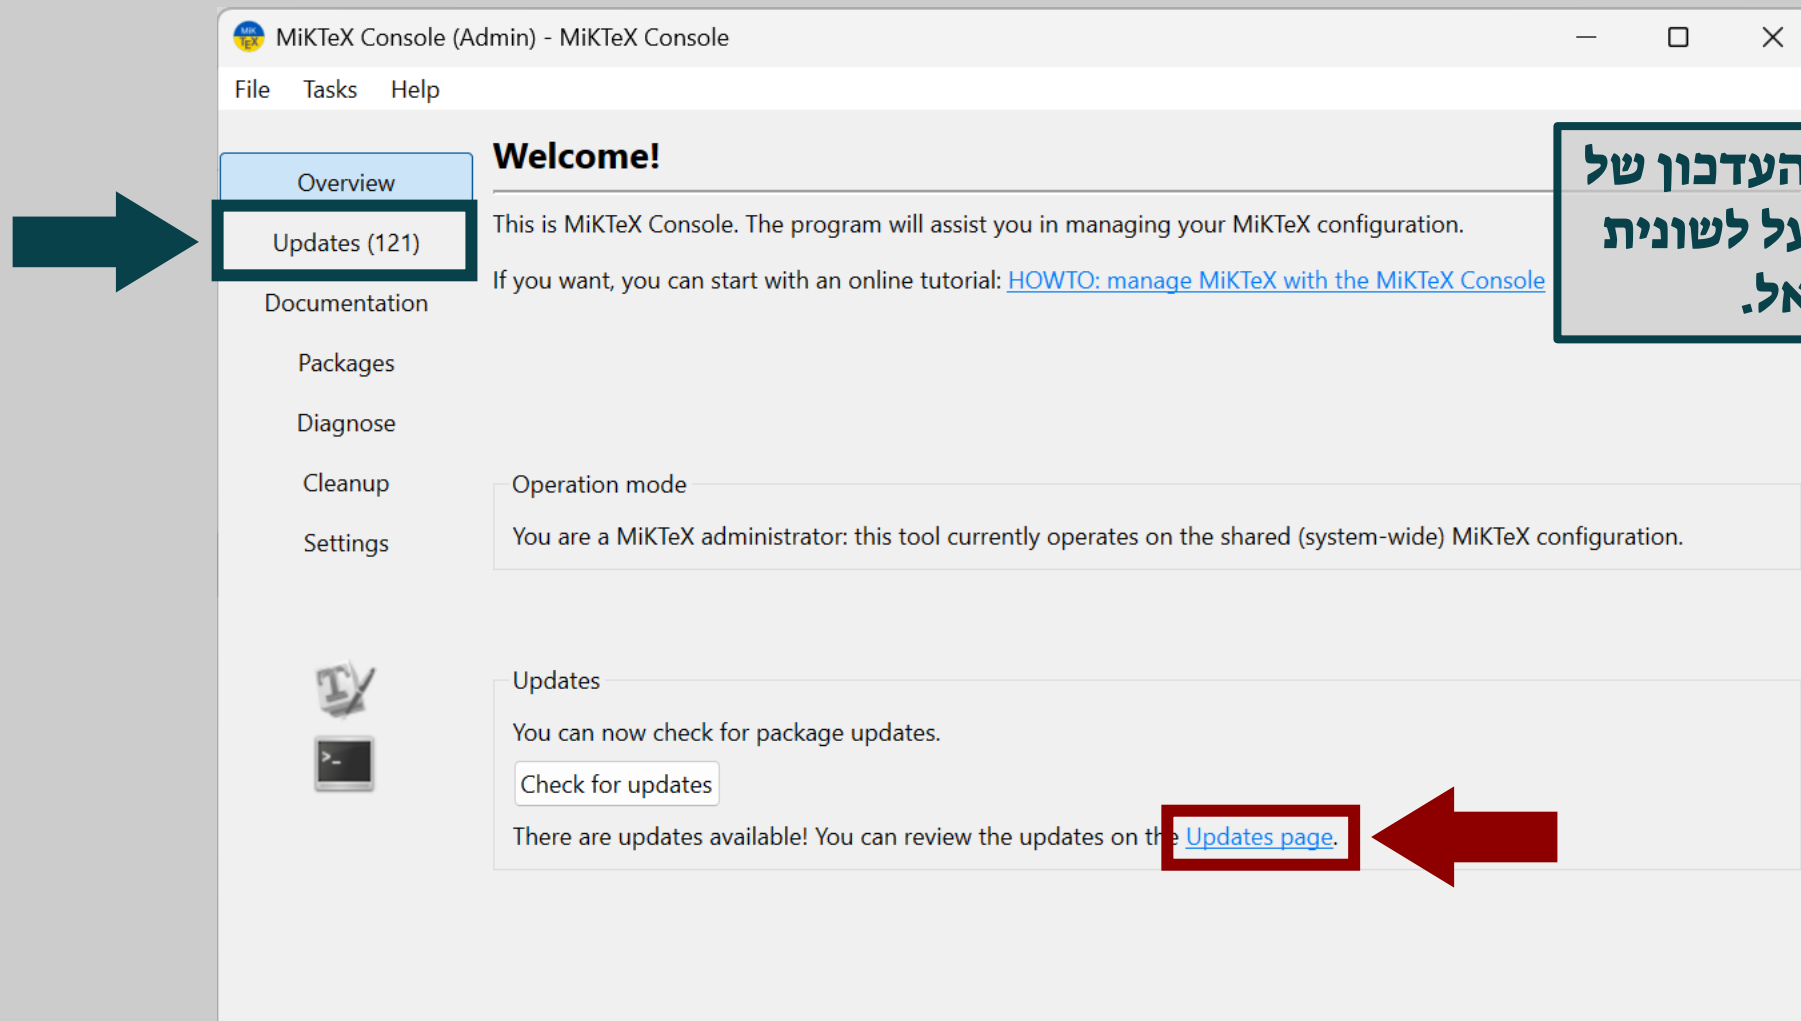 MiKTeX Console (Admin) - MiKTeX Console
File Tasks Help
Overview
Updates (121)
Documentation
Packages
Diagnose
Cleanup
Settings
Welcome!
This is MiKTeX Console. The program will assist you in managing your MiKTeX configuration.
If you want, you can start with an online tutorial: HOWTO: manage MiKTeX with the MiKTeX Console
העדכון של
על לשונית
Operation mode
You are a MiKTeX administrator: this tool currently operates on the shared (system-wide) MiKTeX configuration.
Updates
You can now check for package updates.
Check for updates
There are updates available! You can review the updates on the Updates page.